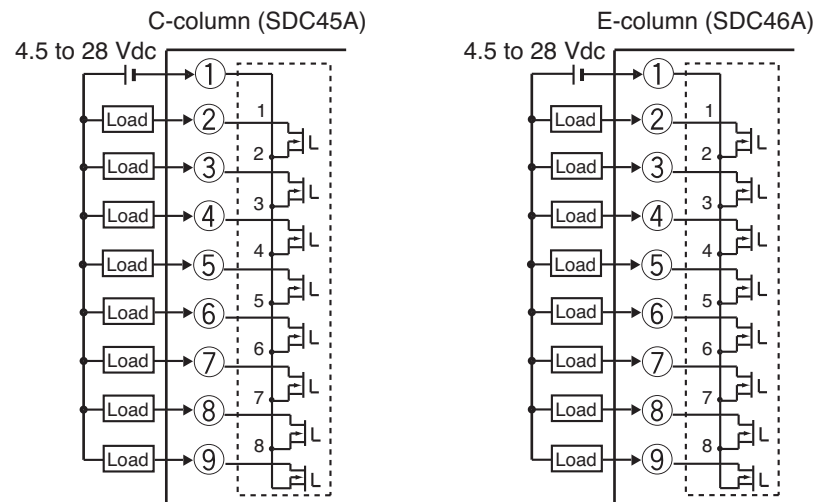 C-column (SDC45A)
4.5 to 28 Vdc
1
Load 2 1
Load 3 2
Load 4 3
Load 5 4
Load 6 5
Load 7 6
Load 8 7
Load 9 8
E-column (SDC46A)
4.5 to 28 Vdc
1
Load 2 1
Load 3 2
Load 4 3
Load 5 4
Load 6 5
Load 7 6
Load 8 7
Load 9 8